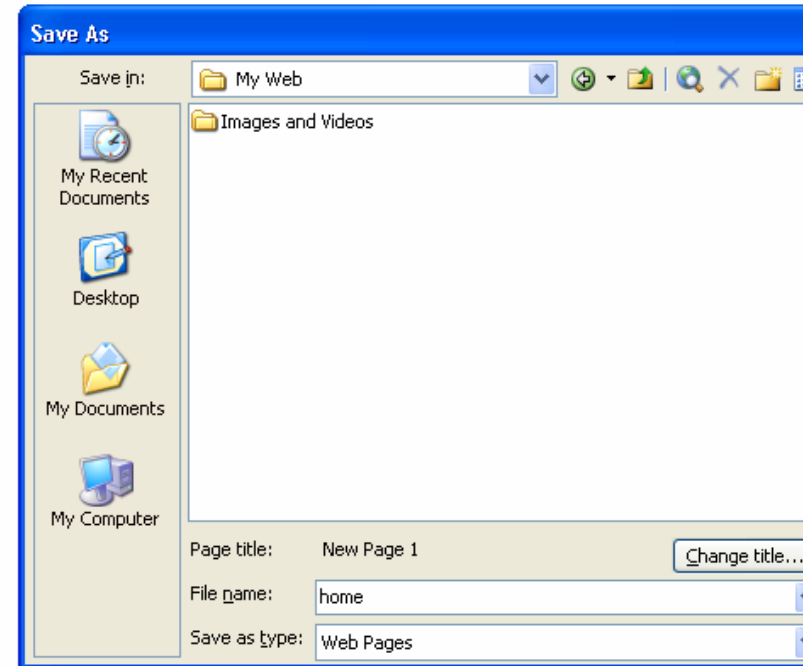 Save As
Save in:
My Web
Images and Videos
My Recent
Documents
Desktop
My Documents
My Computer
Page title:
New Page 1
Change title...
File name:
home
Save as type:
Web Pages